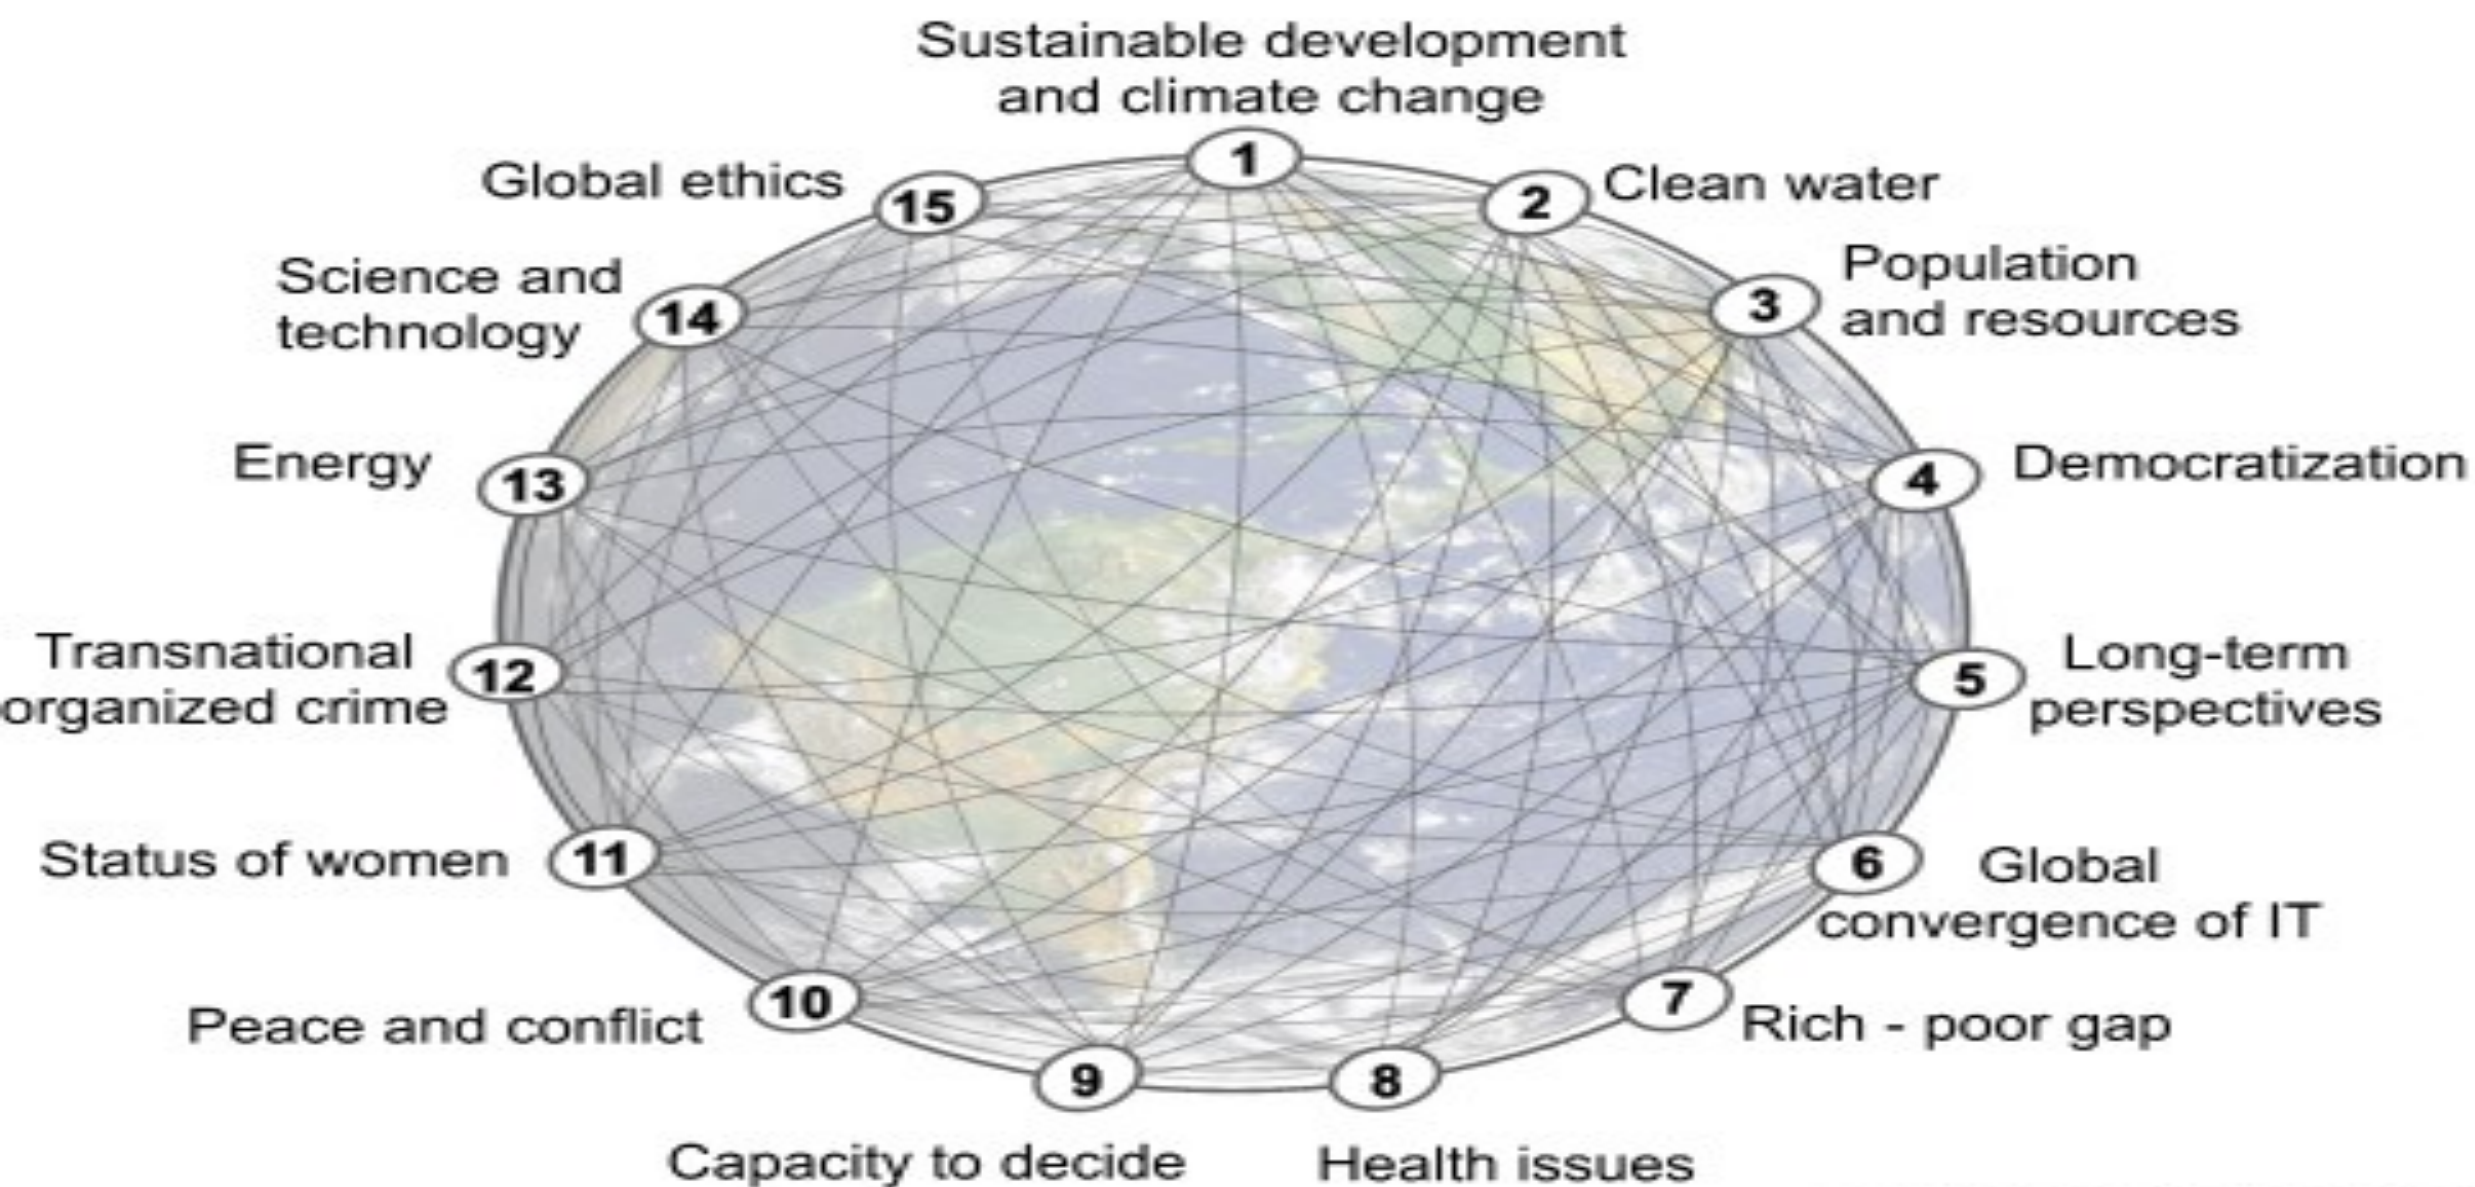 Sustainable development
and climate change
1
2
Clean water
3
Population
and resources
4
Democratization
5
Long-term
perspectives
6
Global
convergence of IT
7
Rich - poor gap
8
Health issues
9
Capacity to decide
10
Peace and conflict
11
Status of women
12
Transnational
organized crime
13
Energy
14
Science and
technology
15
Global ethics